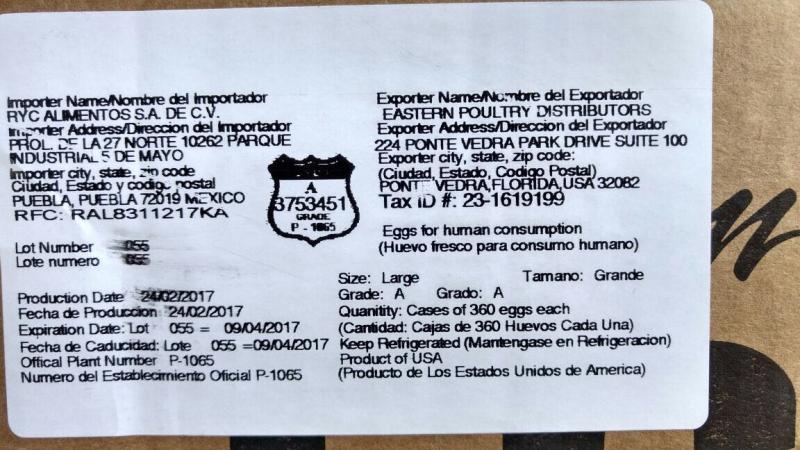 Importer Name/Nombre del Importador
RYC ALIMENTOS S.A. DE C.V.
Importer Address/Direccion del Importador
PROL. DE LA 27 NORTE 10262 PARQUE
INDUSTRIAL 5 DE MAYO
Importer city, state, zip code
Ciudad, Estado y codigo postal
PUEBLA, PUEBLA 72019 MEXICO
RFC: RAL8311217KA
Lot Number 055
Lote numero 055
Production Date 24/02/2017
Fecha de Produccion 24/02/2017
Expiration Date: Lot 055 = 09/04/2017
Fecha de Caducidad: Lote 055 =09/04/2017
Offical Plant Number P-1065
Numero del Establecimiento Oficial P-1065
A
3753451
GRADE
P - 1065
Exporter Name/Nombre del Exportador
EASTERN POULTRY DISTRIBUTORS
Exporter Address/Direccion del Exportador
224 PONTE VEDRA PARK DRIVE SUITE 100
Exporter city, state, zip code:
(Ciudad, Estado, Codigo Postal)
PONTE VEDRA,FLORIDA,USA 32082
Tax ID #: 23-1619199
Eggs for human consumption
(Huevo fresco para consumo humano)
Size: Large Tamano: Grande
Grade: A Grado: A
Quanitity: Cases of 360 eggs each
(Cantidad: Cajas de 360 Huevos Cada Una)
Keep Refrigerated (Mantengase en Refrigeracion)
Product of USA
(Producto de Los Estados Unidos de America)